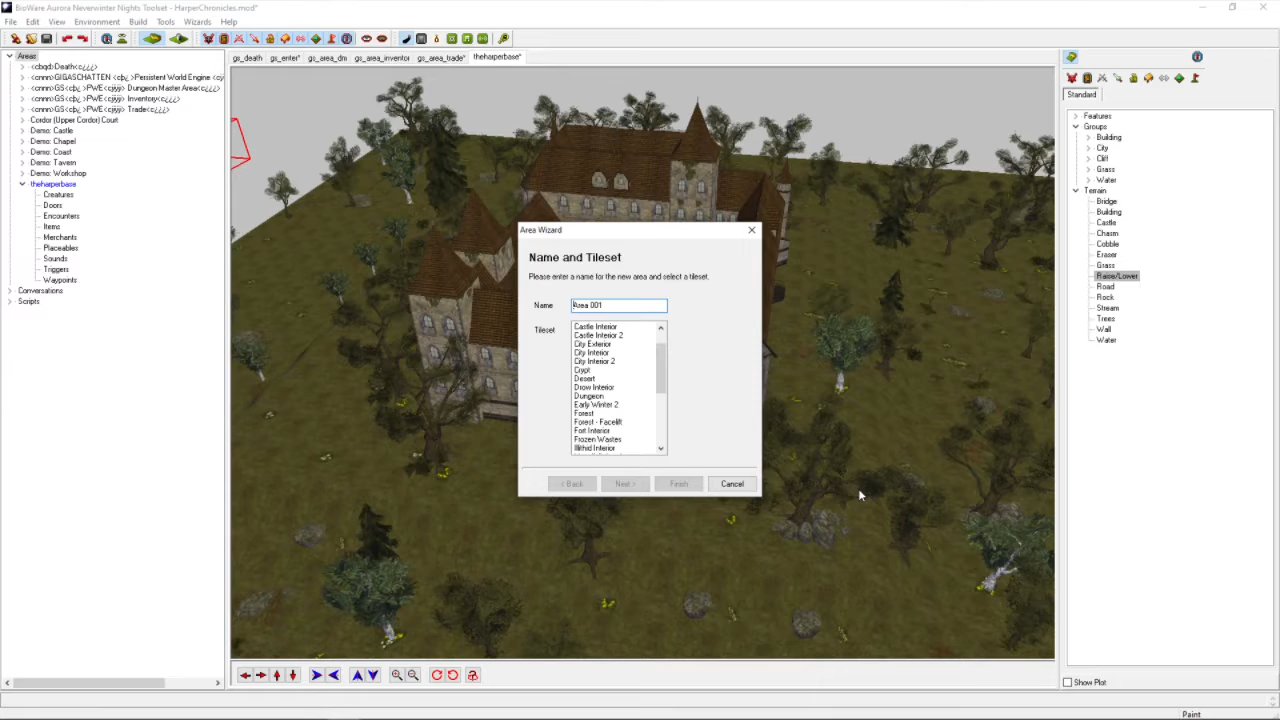 BioWare Aurora Neverwinter Nights Toolset - HarperChronicles.mod*
File Edit View Environment Build Tools Wizards Help
gs_death gs_enter* gs_area_dm gs_area_inventor gs_area_trade* theharperbase*
Areas
Demo: Castle
Cordor (Upper Cordor) Court
Demo: Chapel
Demo: Coast
Demo: Tavern
Demo: Workshop
theharperbase
Creatures
Doors
Encounters
Items
Merchants
Placeables
Sounds
Triggers
Waypoints
Conversations
Scripts
Area Wizard
Name and Tileset
Please enter a name for the new area and select a tileset.
Name Area 001
Tileset
Castle Interior
Castle Interior 2
City Exterior
City Interior
City Interior 2
Crypt
Desert
Drow Interior
Dungeon
Early Winter 2
Forest
Forest - Facelift
Fort Interior
Frozen Wastes
Illithid Interior
< Back Next > Finish Cancel
Standard
Features
Groups
Building
City
Cliff
Grass
Water
Terrain
Bridge
Building
Castle
Chasm
Cobble
Eraser
Grass
Raise/Lower
Road
Rock
Stream
Trees
Wall
Water
Show Plot
Paint